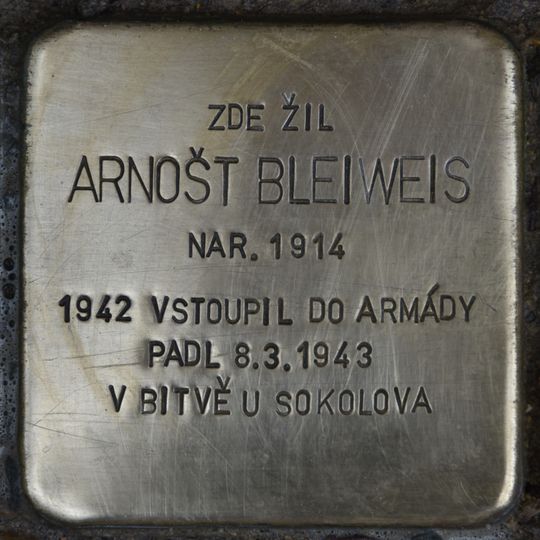 ZDE ŽIL
ARNOŠT BLEIWEIS
NAR. 1914
1942 VSTOUPIL DO ARMÁDY
PADL 8.3.1943
V BITVĚ U SOKOLOVA